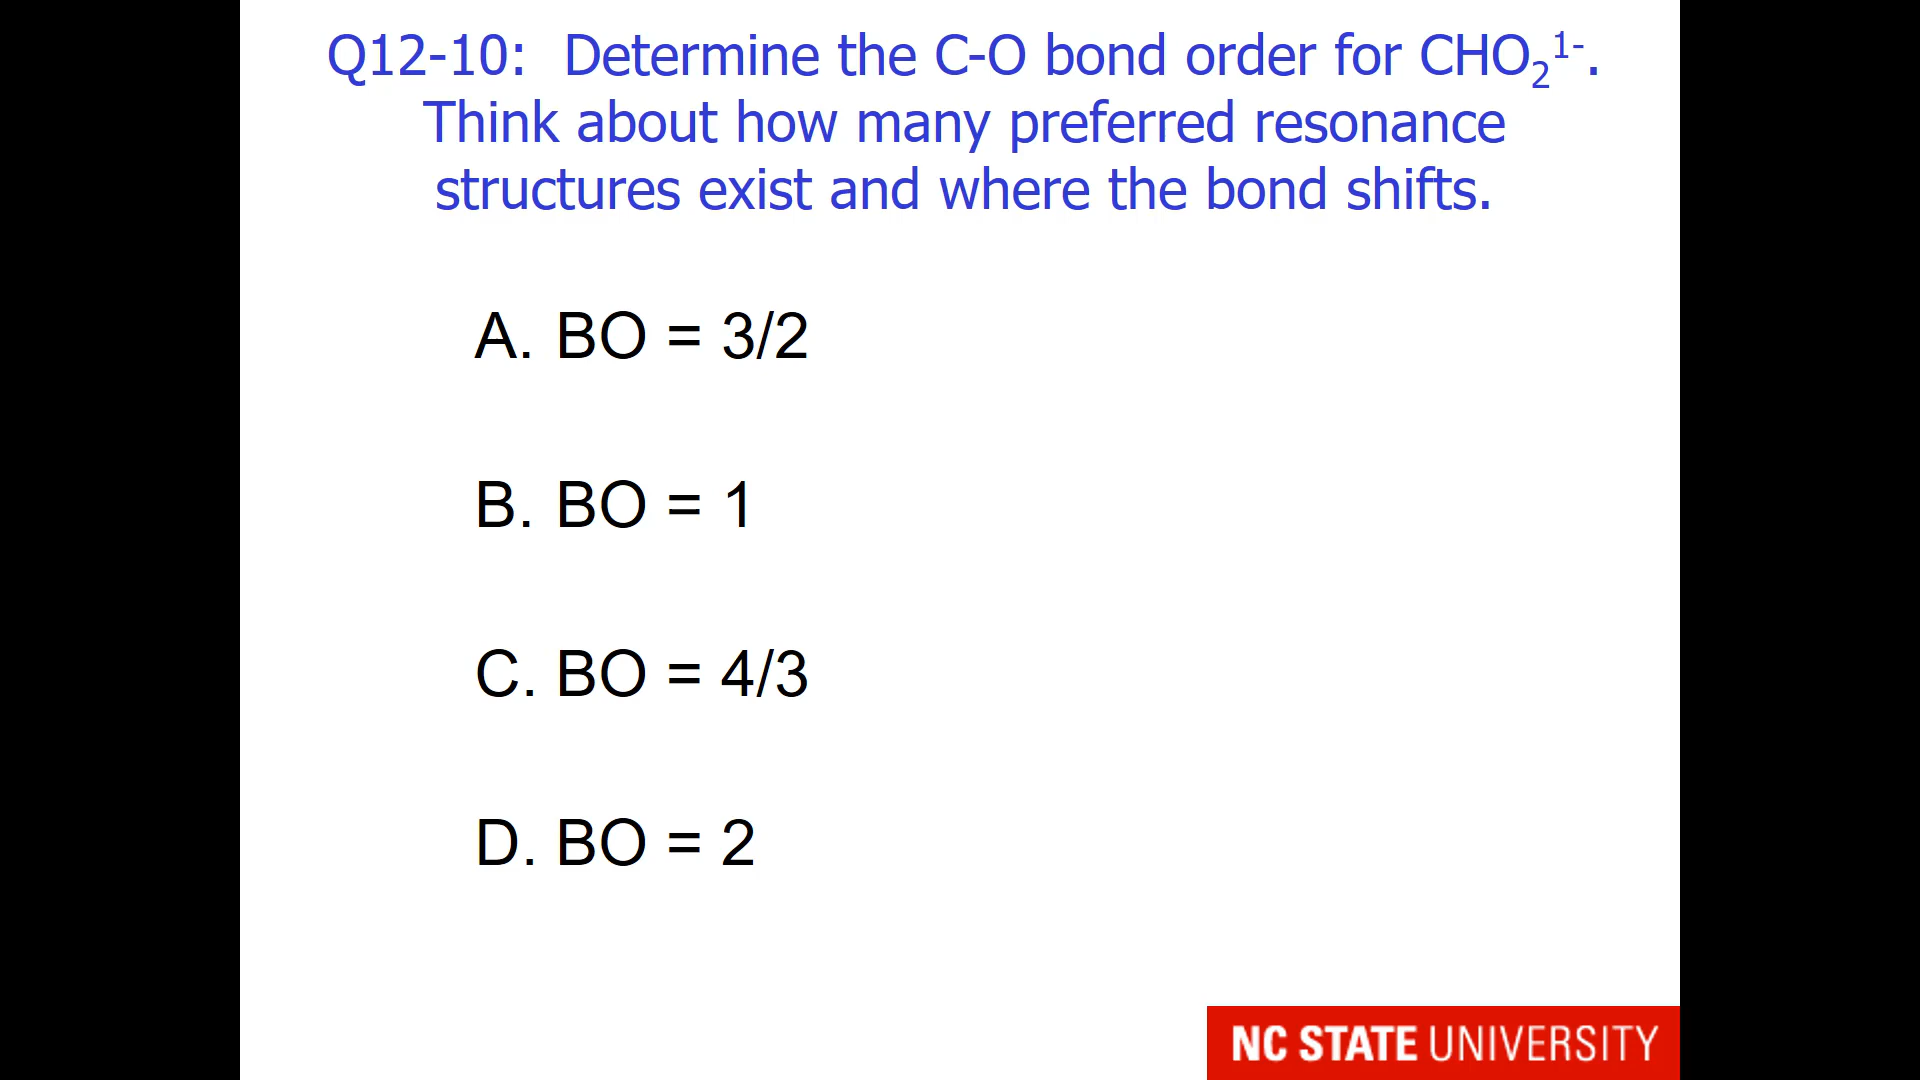 Q12-10:  Determine the C-O bond order for CHO₂¹⁻.
Think about how many preferred resonance
structures exist and where the bond shifts.
A. BO = 3/2
B. BO = 1
C. BO = 4/3
D. BO = 2
NC STATE UNIVERSITY